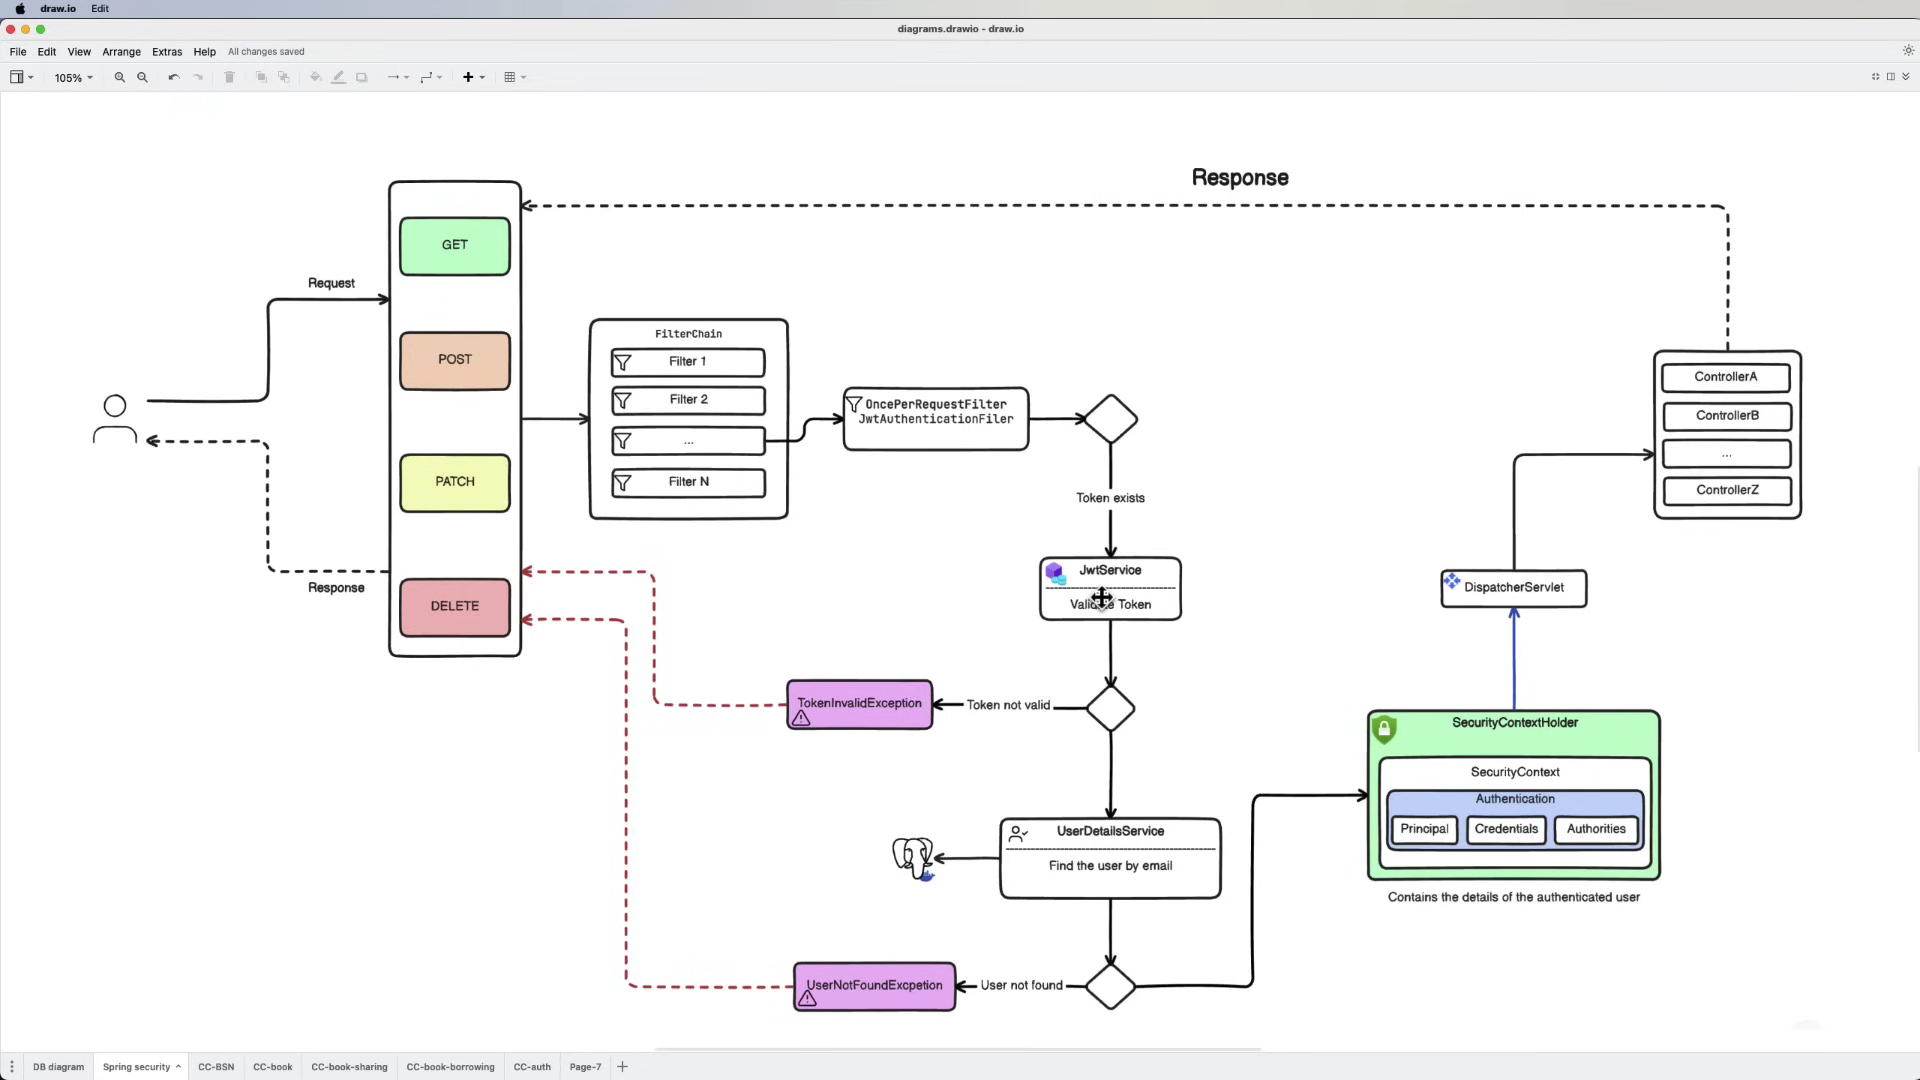 draw.io Edit
diagrams.drawio - draw.io
File Edit View Arrange Extras Help All changes saved
105%
Response
GET
Request
POST
PATCH
Response
DELETE
FilterChain
Filter 1
Filter 2
...
Filter N
OncePerRequestFilter
JwtAuthenticationFiler
Token exists
JwtService
Token
TokenInvalidException
Token not valid
UserDetailsService
Find the user by email
UserNotFoundExcpetion
User not found
ControllerA
ControllerB
...
ControllerZ
DispatcherServlet
SecurityContextHolder
SecurityContext
Authentication
Principal Credentials Authorities
Contains the details of the authenticated user
DB diagram Spring security CC-BSN CC-book CC-book-sharing CC-book-borrowing CC-auth Page-7